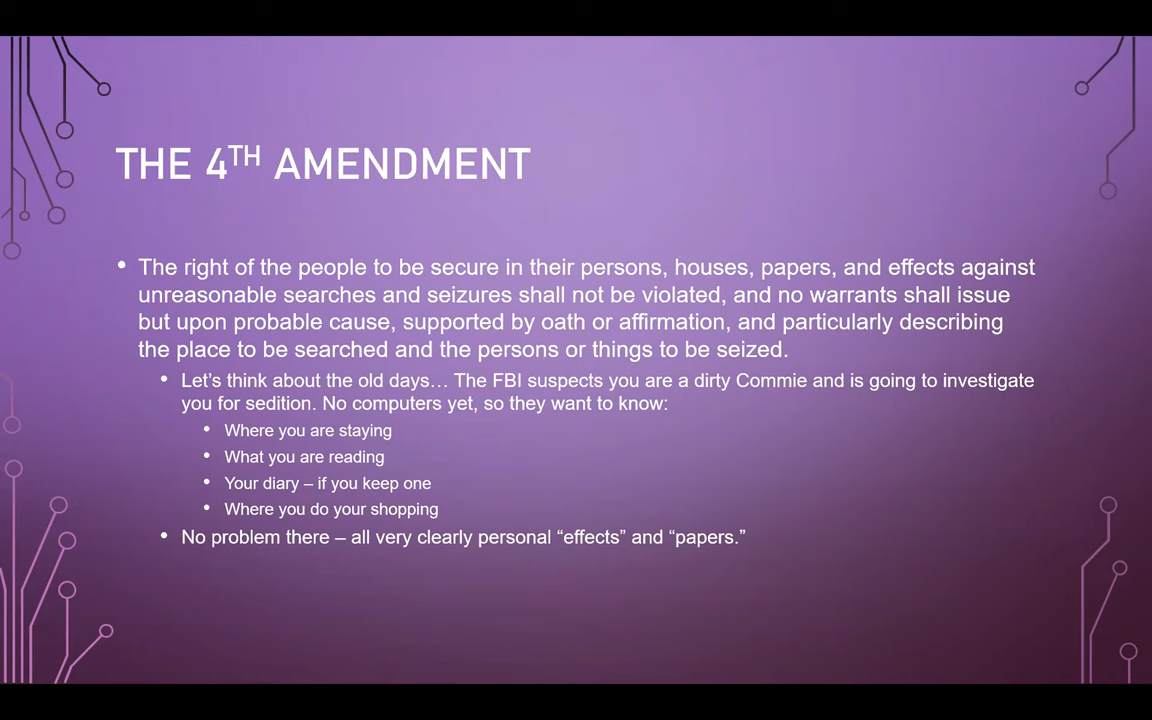 THE 4TH AMENDMENT
• The right of the people to be secure in their persons, houses, papers, and effects against
unreasonable searches and seizures shall not be violated, and no warrants shall issue
but upon probable cause, supported by oath or affirmation, and particularly describing
the place to be searched and the persons or things to be seized.
• Let’s think about the old days… The FBI suspects you are a dirty Commie and is going to investigate
you for sedition. No computers yet, so they want to know:
• Where you are staying
• What you are reading
• Your diary – if you keep one
• Where you do your shopping
• No problem there – all very clearly personal “effects” and “papers.”